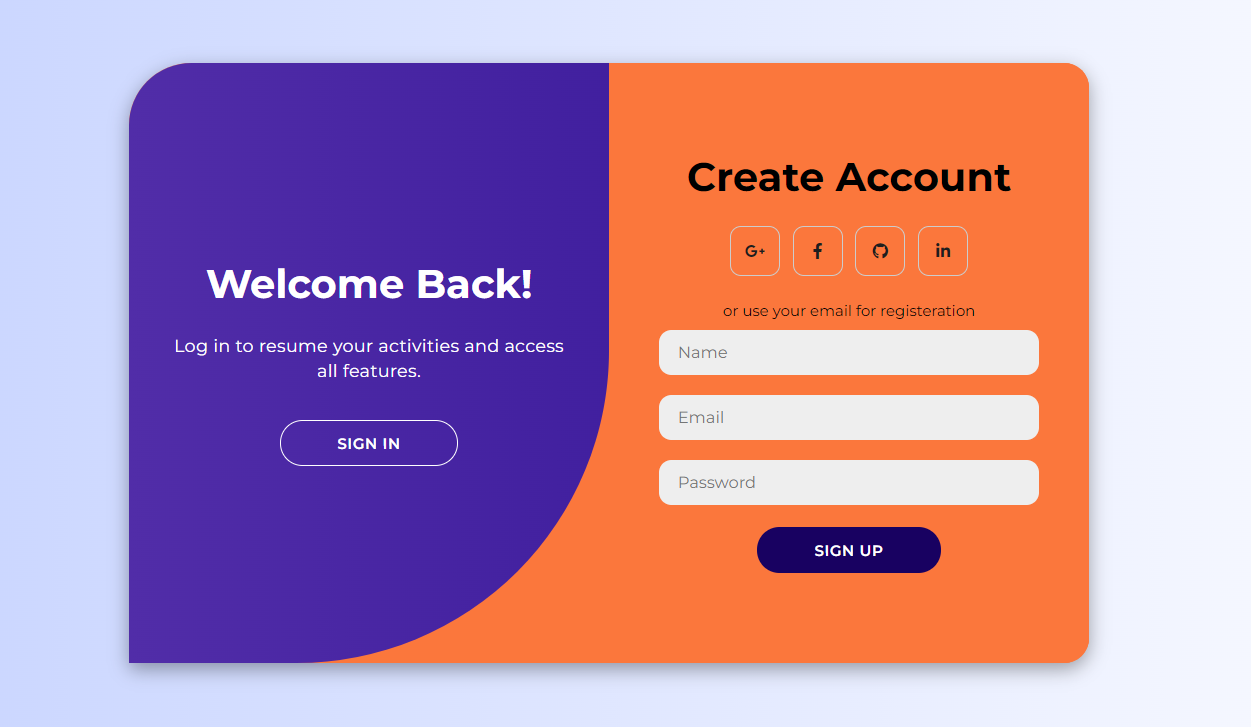 Welcome Back!
Log in to resume your activities and access
all features.
SIGN IN
Create Account
G+
f
in
or use your email for registeration
Name
Email
Password
SIGN UP